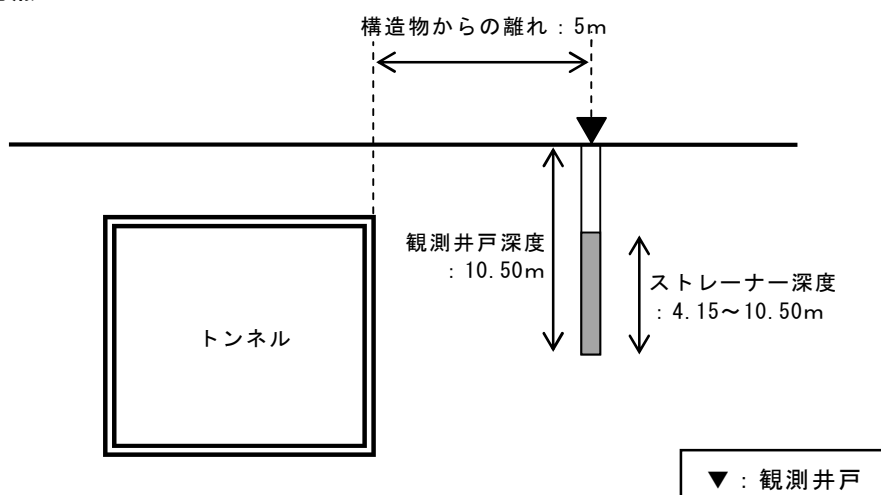 構造物からの離れ：5m
観測井戸深度
：10.50m
ストレーナー深度
：4.15～10.50m
トンネル
▼：観測井戸